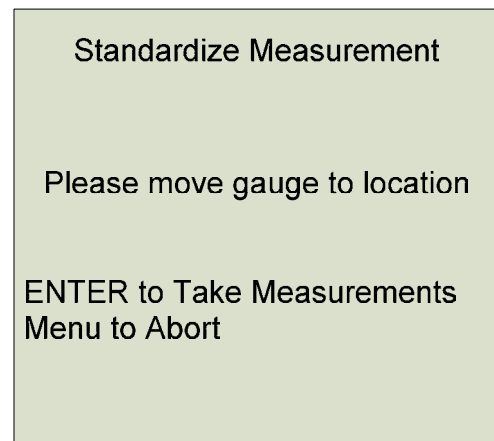 Standardize Measurement
Please move gauge to location
ENTER to Take Measurements
Menu to Abort